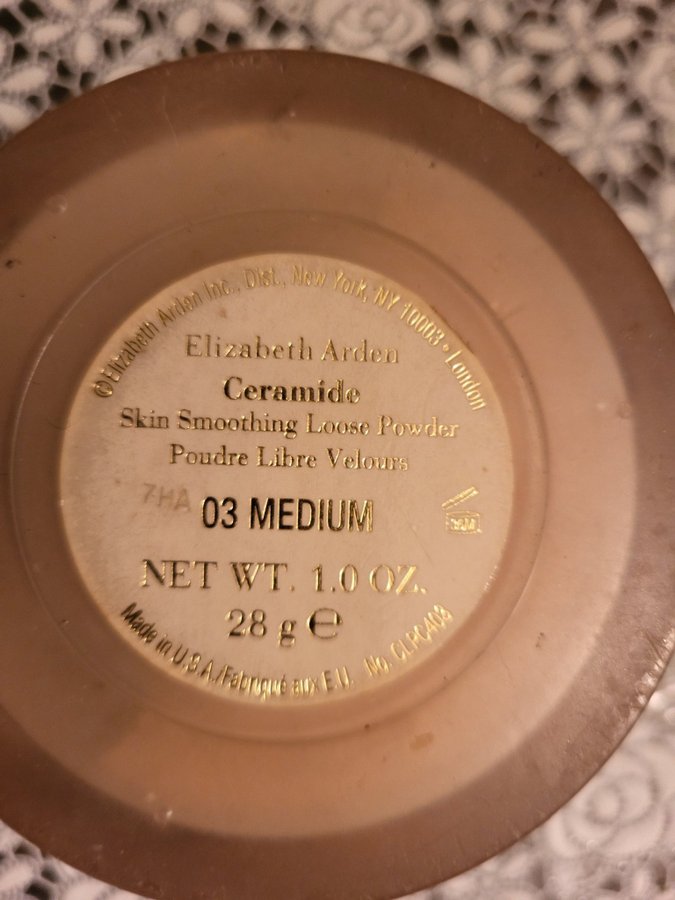 ©Elizabeth Arden Inc., Dist., New York, NY 10003 • London
Elizabeth Arden
Ceramide
Skin Smoothing Loose Powder
Poudre Libre Velours
7HA
03 MEDIUM
36M
NET WT. 1.0 OZ.
28 g ℮
Made in U.S.A./Fabriqué aux E.U. No. CLPC403